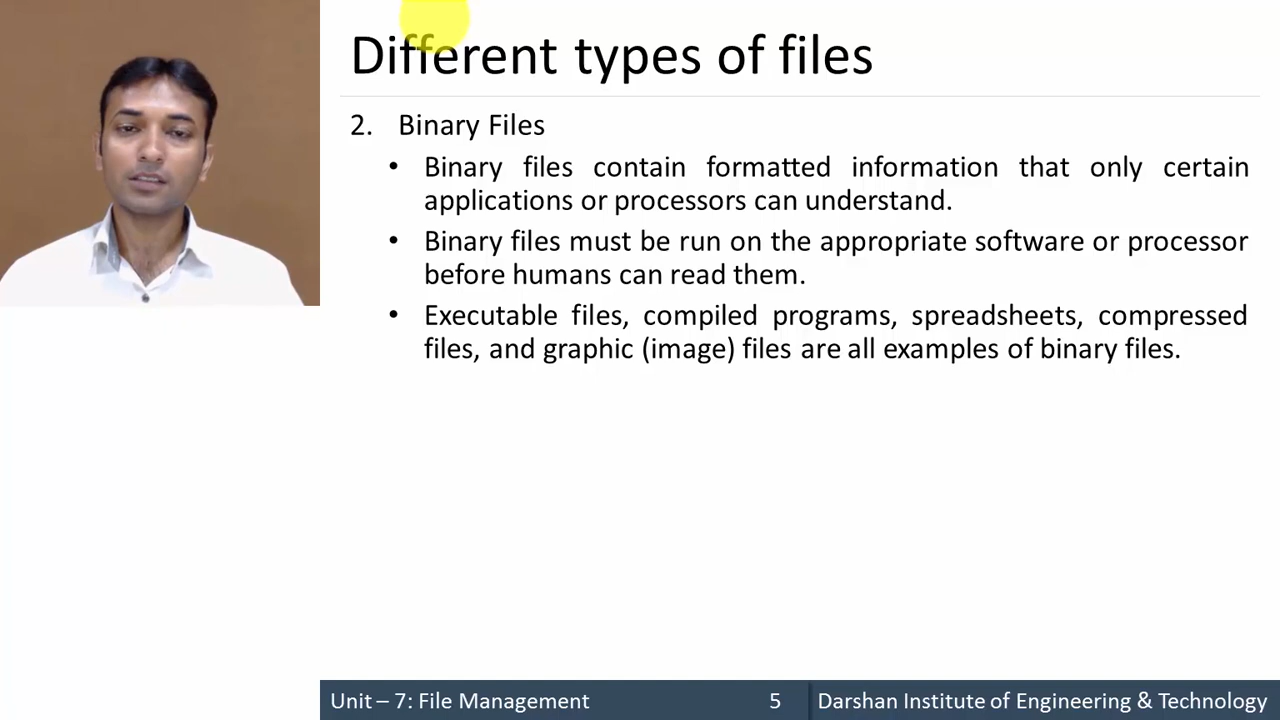 Different types of files
2. Binary Files
• Binary files contain formatted information that only certain
applications or processors can understand.
• Binary files must be run on the appropriate software or processor
before humans can read them.
• Executable files, compiled programs, spreadsheets, compressed
files, and graphic (image) files are all examples of binary files.
Unit – 7: File Management 5 Darshan Institute of Engineering & Technology